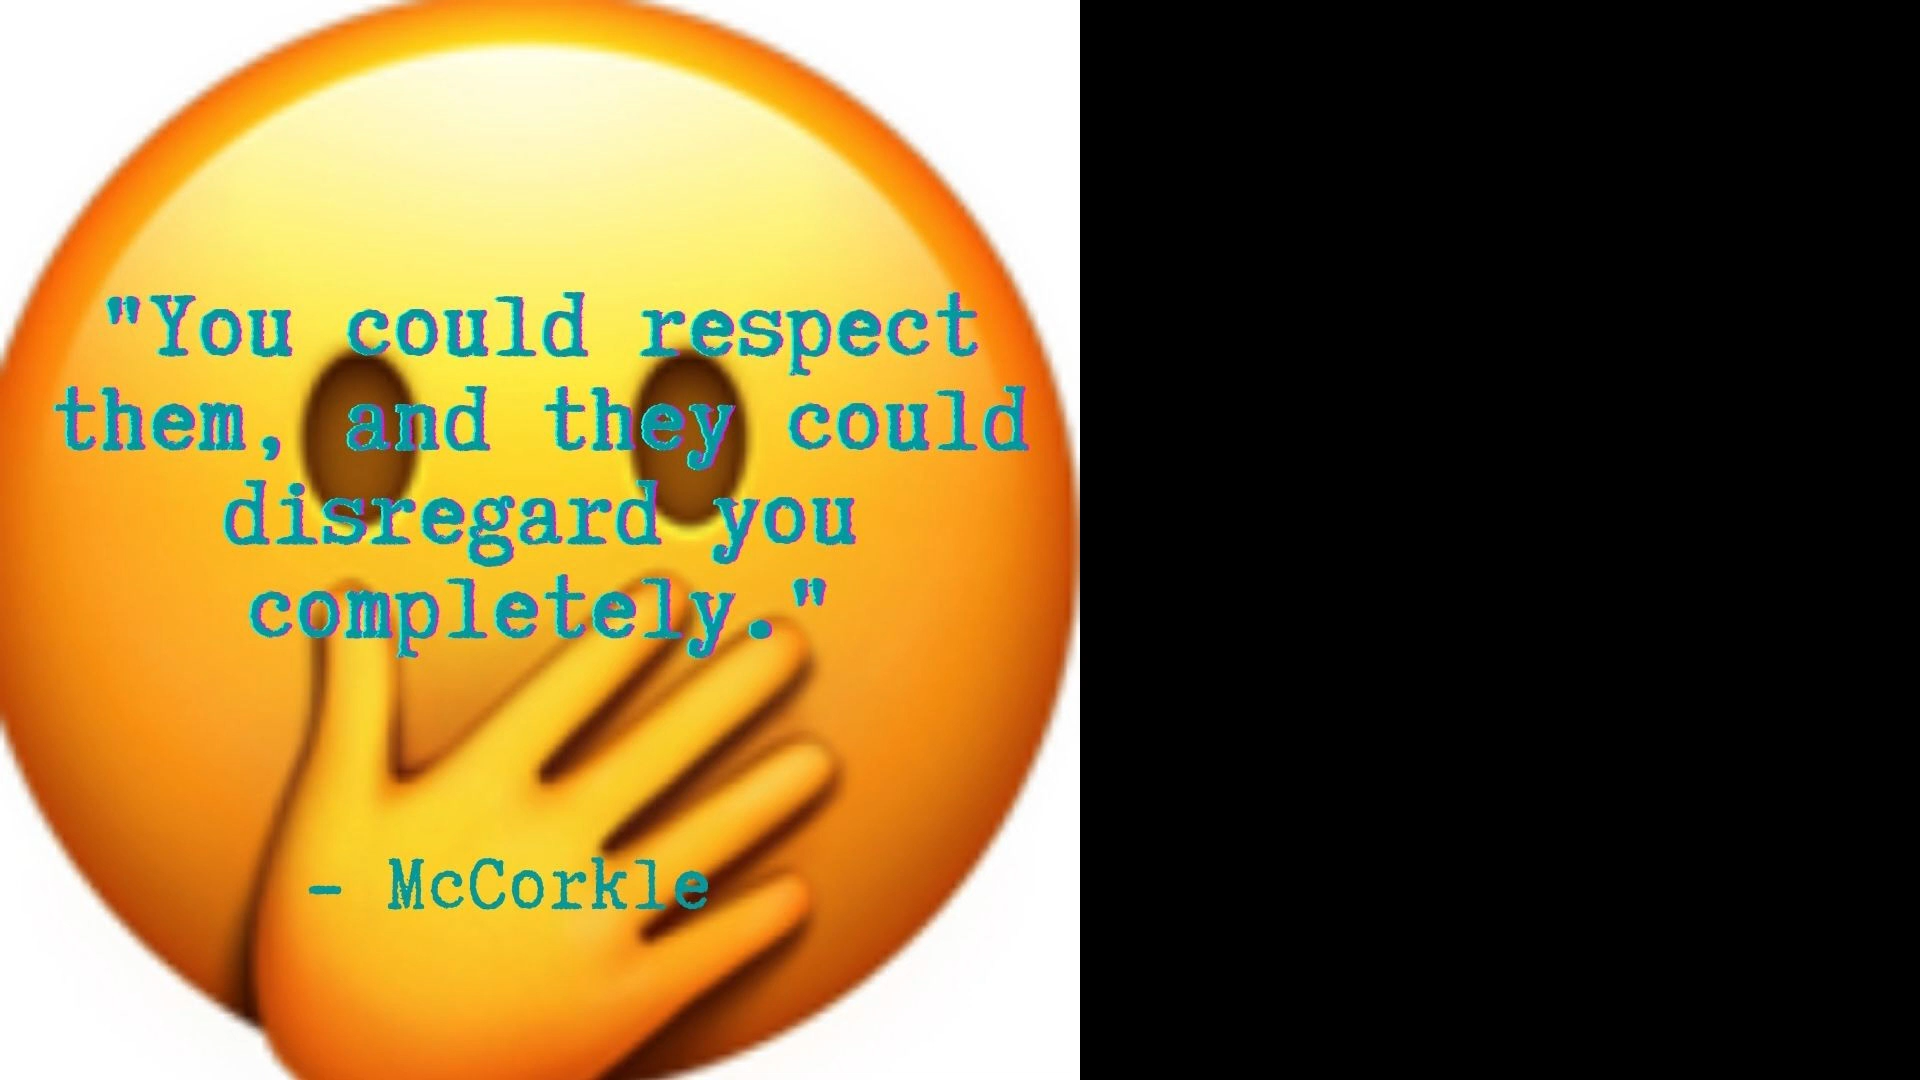 "You could respect
them, and they could
disregard you
completely."
- McCorkle